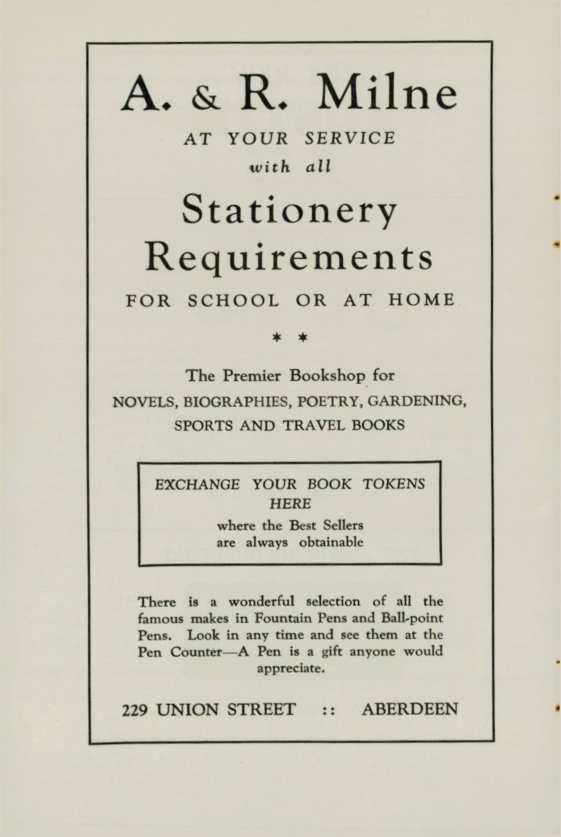 A. & R. Milne
AT YOUR SERVICE
with all
Stationery
Requirements
FOR SCHOOL OR AT HOME
* *
The Premier Bookshop for
NOVELS, BIOGRAPHIES, POETRY, GARDENING,
SPORTS AND TRAVEL BOOKS
EXCHANGE YOUR BOOK TOKENS
HERE
where the Best Sellers
are always obtainable
There is a wonderful selection of all the
famous makes in Fountain Pens and Ball-point
Pens. Look in any time and see them at the
Pen Counter—A Pen is a gift anyone would
appreciate.
229 UNION STREET :: ABERDEEN